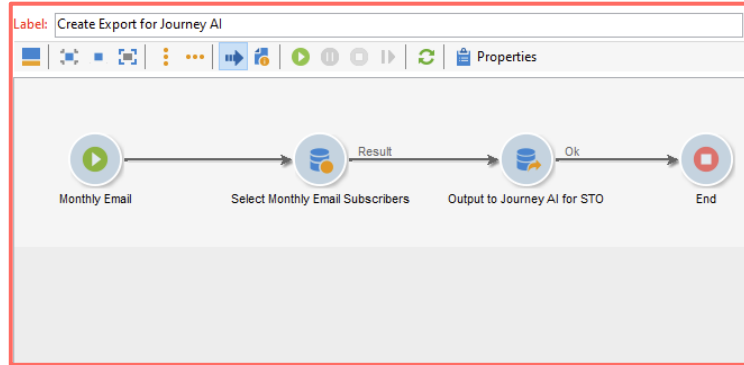 Label: Create Export for Journey AI
Properties
Result
Ok
Monthly Email
Select Monthly Email Subscribers
Output to Journey AI for STO
End